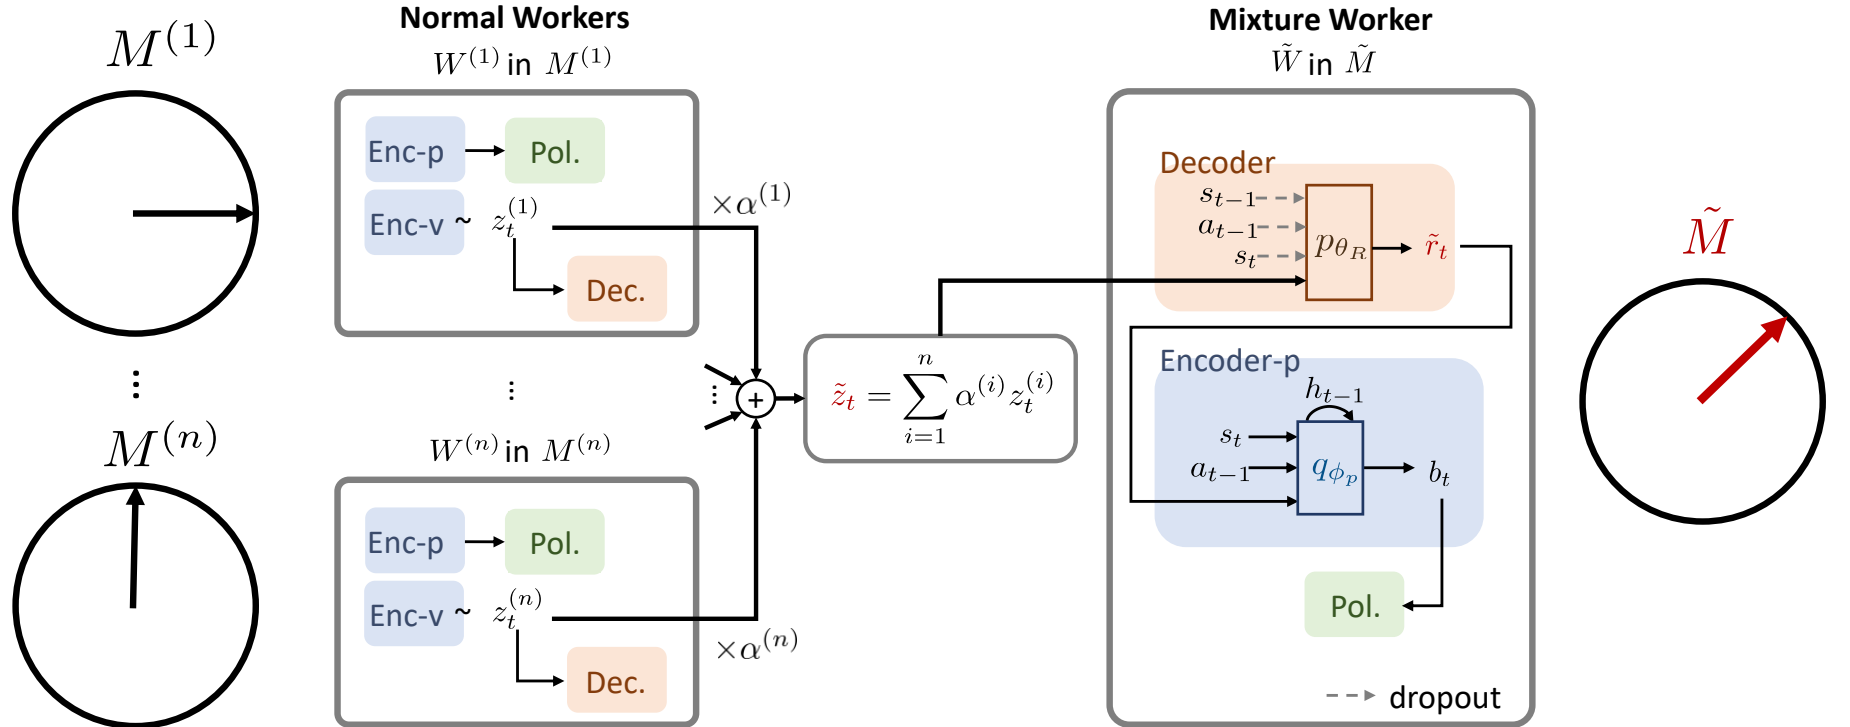 M^{(1)}
⋮
M^{(n)}
Normal Workers
W^{(1)} in M^{(1)}
Enc-p
Pol.
Enc-v ~ z_t^{(1)}
Dec.
×α^{(1)}
⋮
W^{(n)} in M^{(n)}
Enc-p
Pol.
Enc-v ~ z_t^{(n)}
Dec.
×α^{(n)}
⋮
+
\tilde{z}_t = \sum_{i=1}^{n} α^{(i)} z_t^{(i)}
Mixture Worker
\tilde{W} in \tilde{M}
Decoder
s_{t-1}
a_{t-1}
s_t
p_{θ_R}
\tilde{r}_t
Encoder-p
h_{t-1}
s_t
a_{t-1}
q_{ϕ_p}
b_t
Pol.
dropout
\tilde{M}